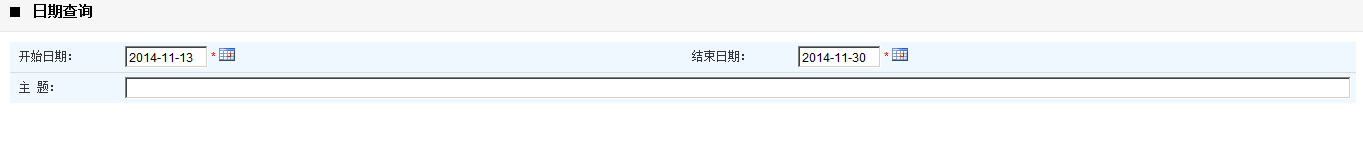 ■ 日期查询
开始日期: 2014-11-13 * 结束日期: 2014-11-30 *
主 题: